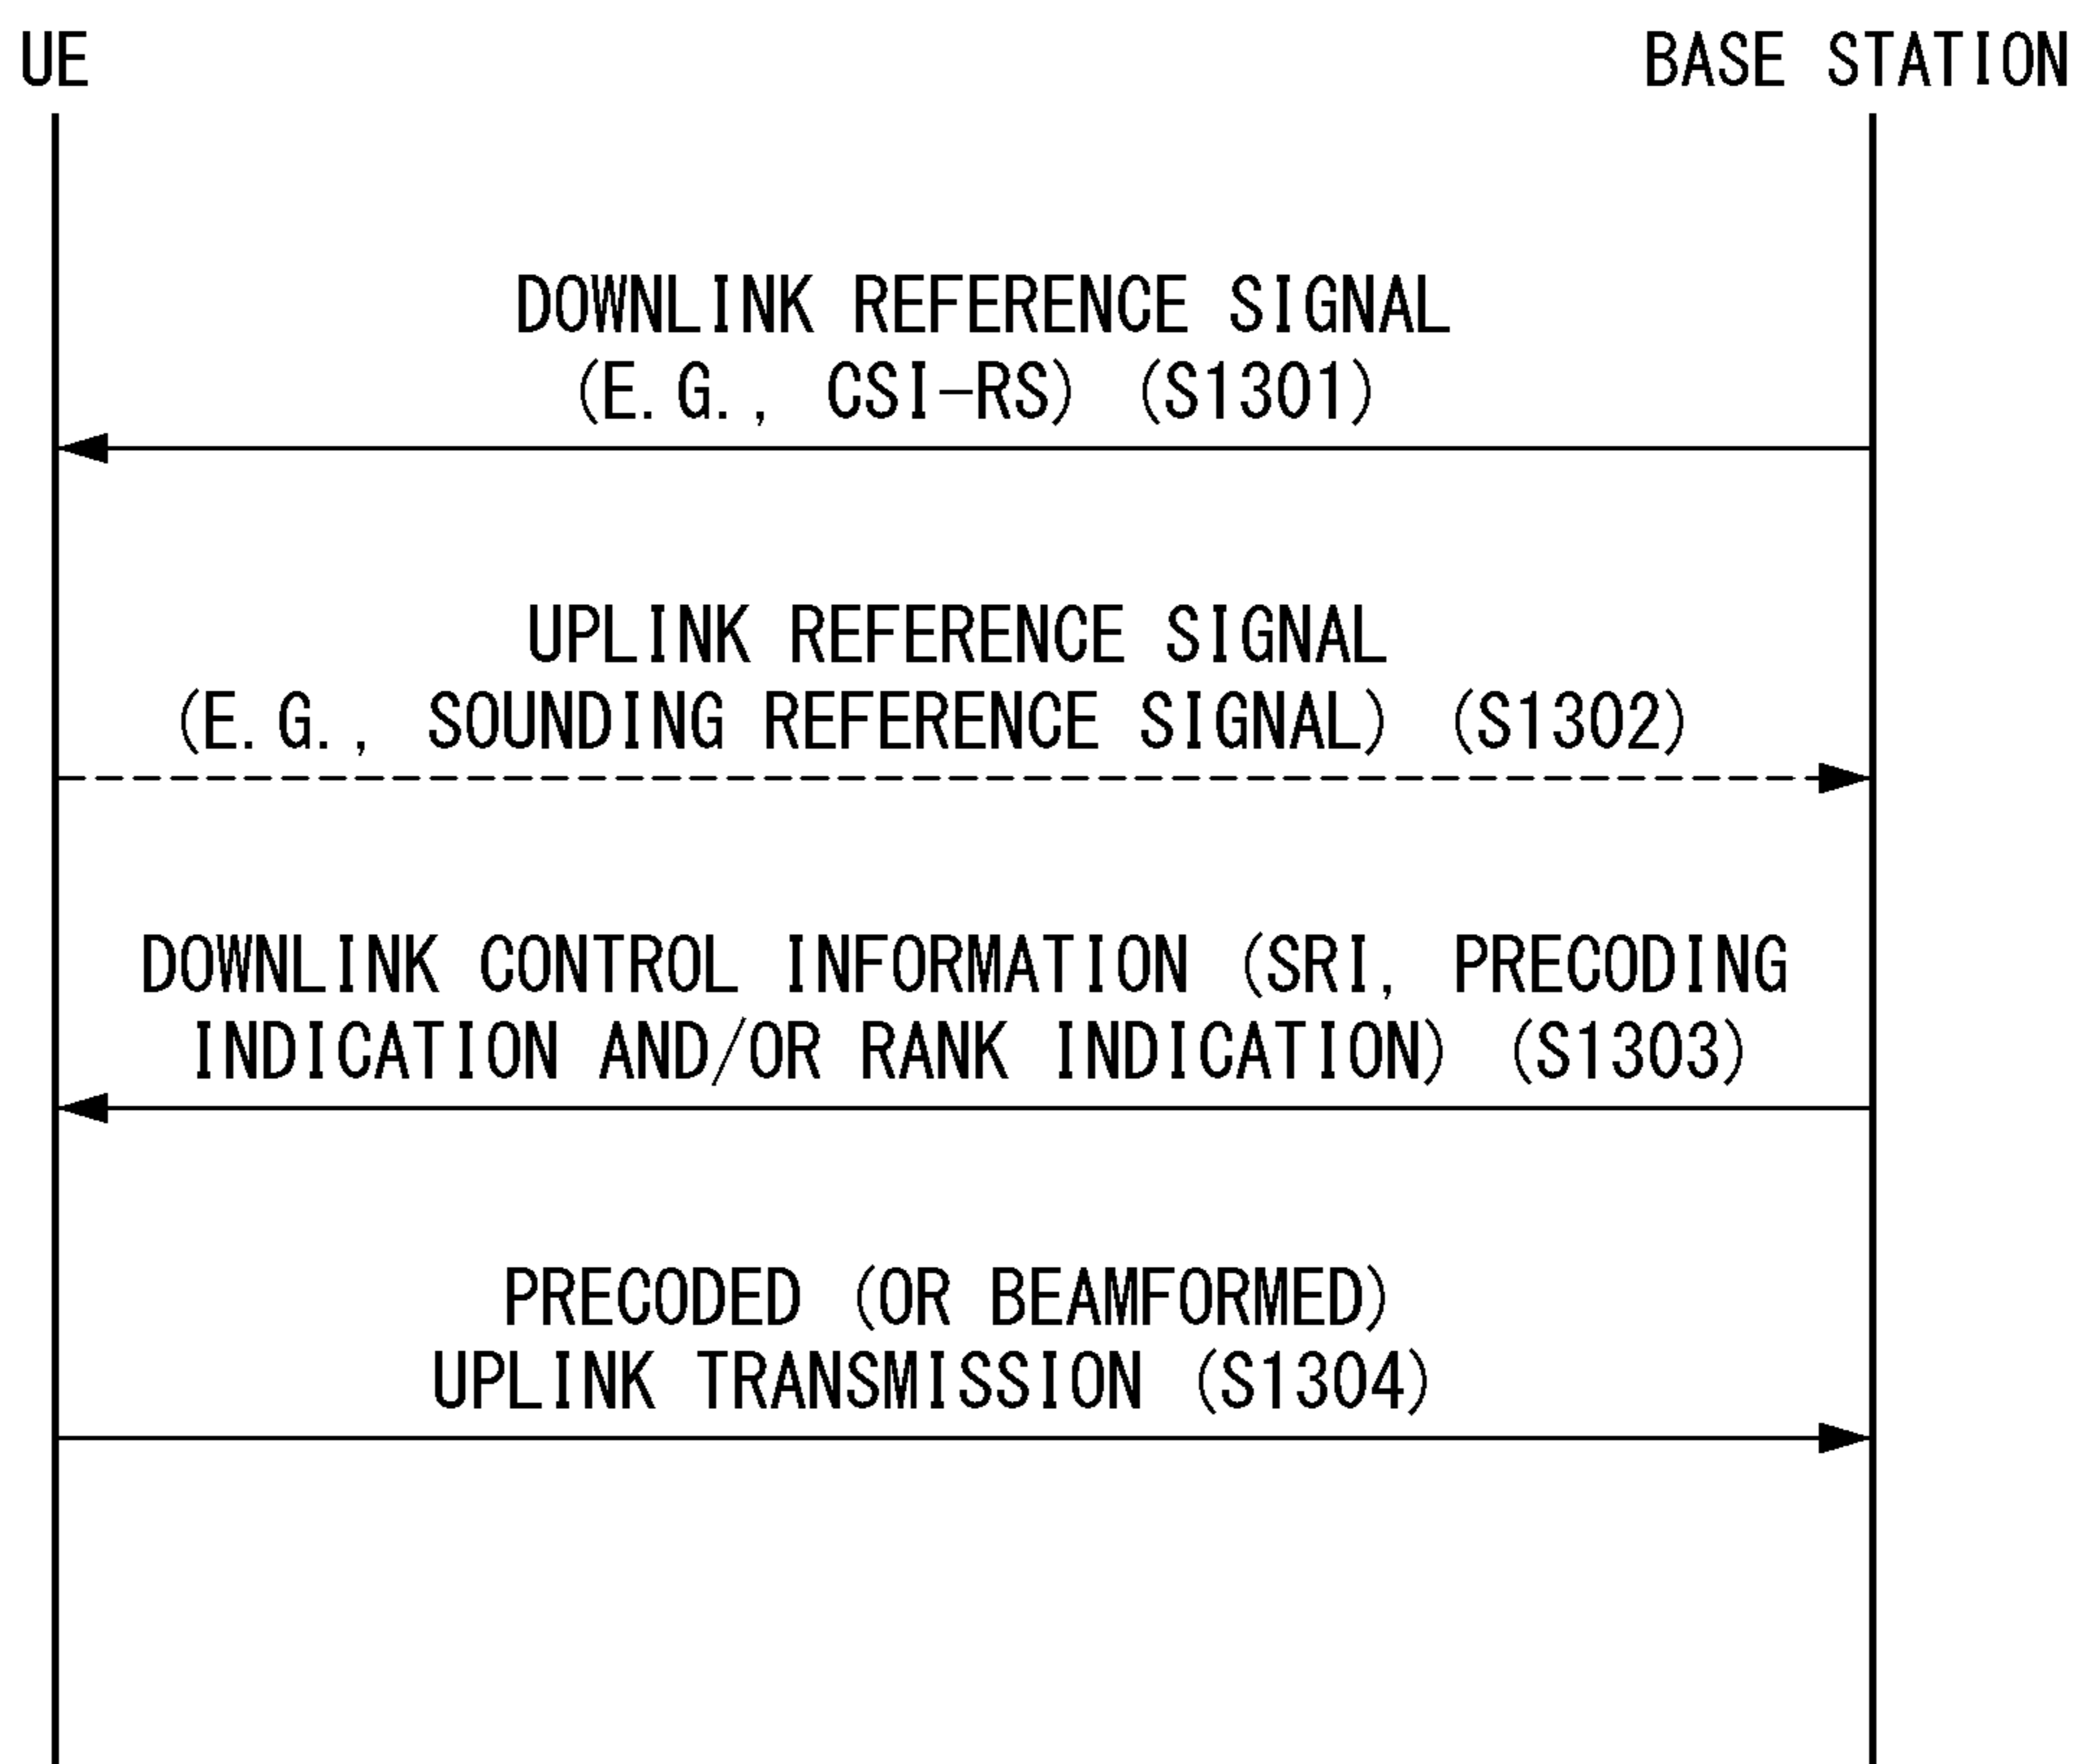 UE
BASE STATION
DOWNLINK REFERENCE SIGNAL
(E.G., CSI-RS) (S1301)
UPLINK REFERENCE SIGNAL
(E.G., SOUNDING REFERENCE SIGNAL) (S1302)
DOWNLINK CONTROL INFORMATION (SRI, PRECODING
INDICATION AND/OR RANK INDICATION) (S1303)
PRECODED (OR BEAMFORMED)
UPLINK TRANSMISSION (S1304)